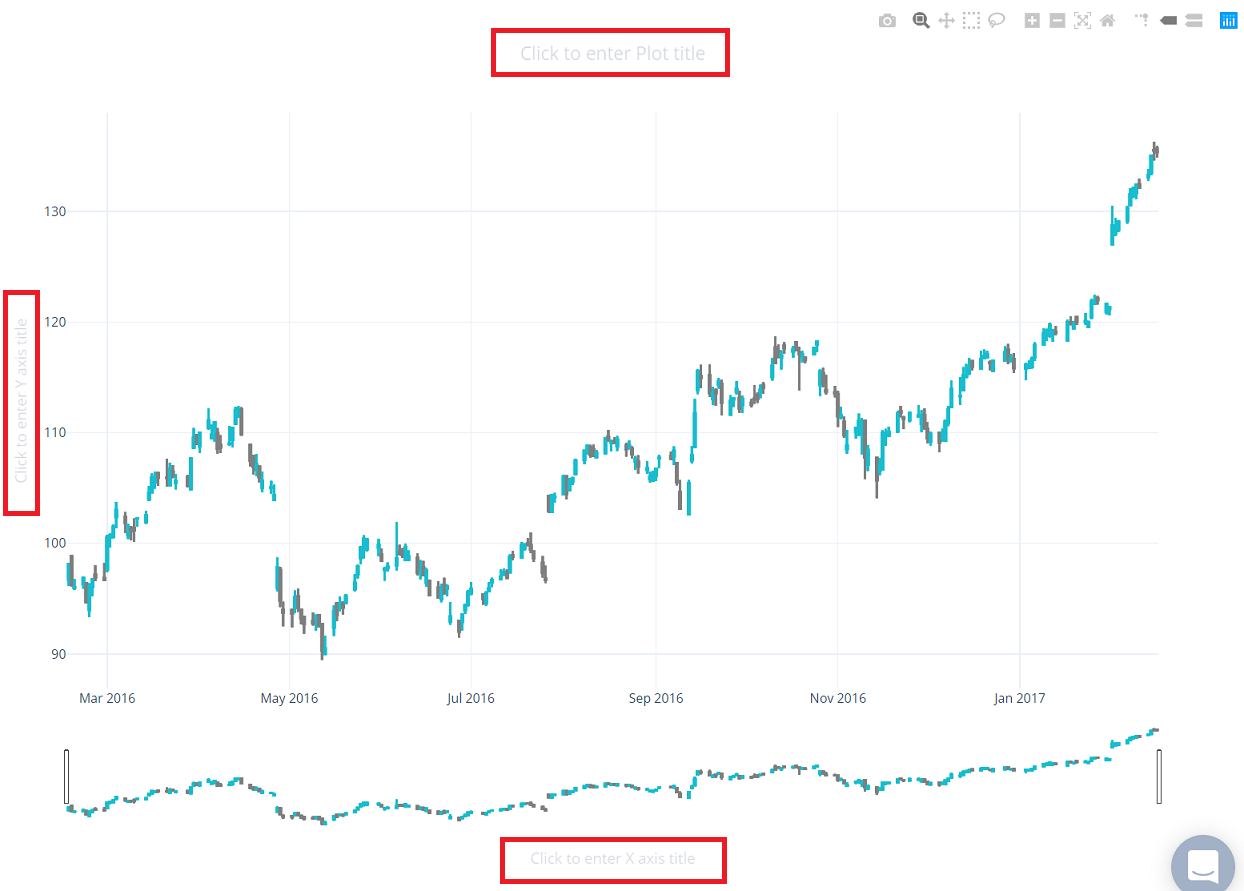 Click to enter Plot title
130
120
110
100
90
Click to enter Y axis title
Mar 2016 May 2016 Jul 2016 Sep 2016 Nov 2016 Jan 2017
Click to enter X axis title